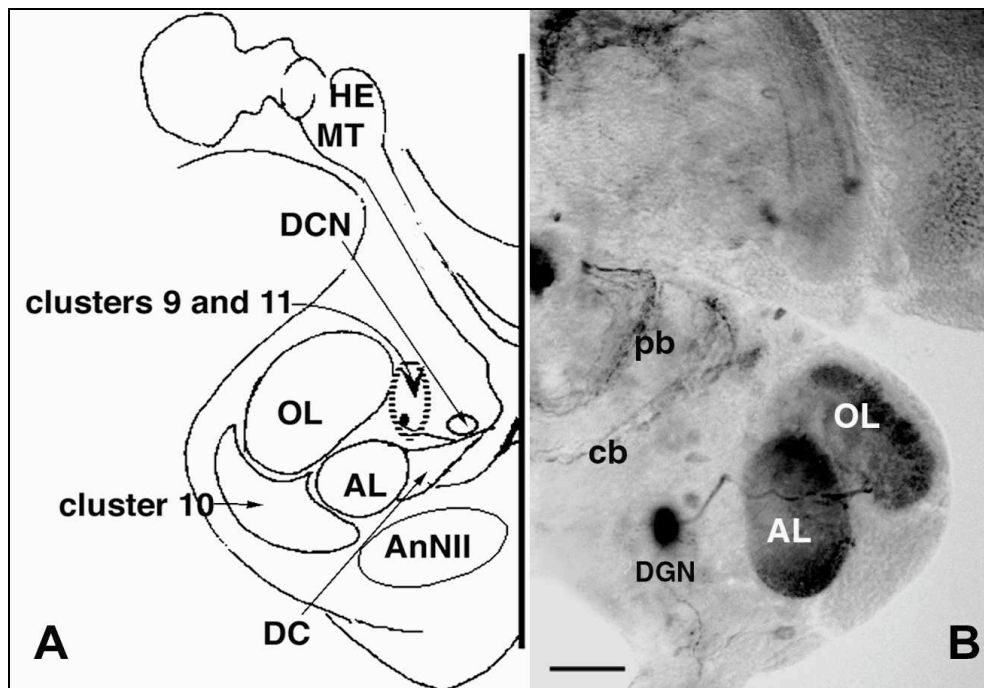 HE
MT
DCN
clusters 9 and 11
OL
AL
cluster 10
AnNII
DC
A
pb
cb
OL
AL
DGN
B